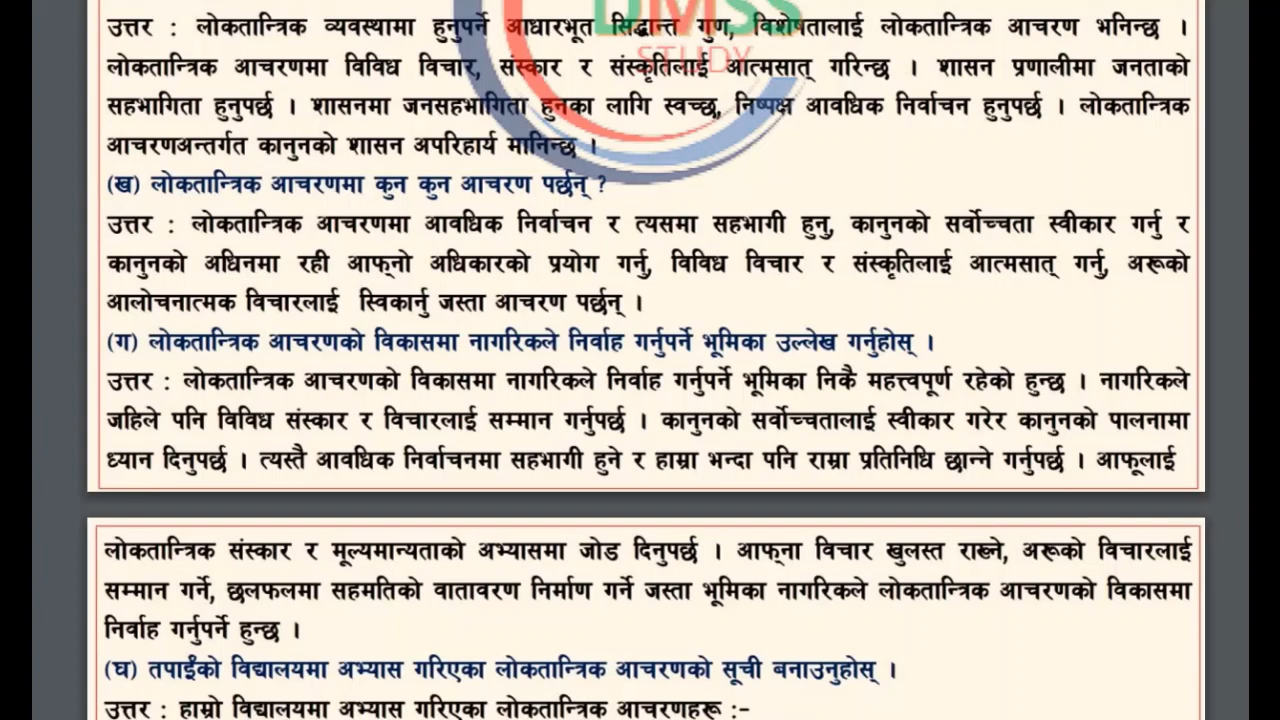 DMSS
STUDY
उत्तर : लोकतान्त्रिक व्यवस्थामा हुनुपर्ने आधारभूत सिद्धान्त गुण, विशेषतालाई लोकतान्त्रिक आचरण भनिन्छ ।
लोकतान्त्रिक आचरणमा विविध विचार, संस्कार र संस्कृतिलाई आत्मसात् गरिन्छ । शासन प्रणालीमा जनताको
सहभागिता हुनुपर्छ । शासनमा जनसहभागिता हुनका लागि स्वच्छ, निष्पक्ष आवधिक निर्वाचन हुनुपर्छ । लोकतान्त्रिक
आचरणअन्तर्गत कानुनको शासन अपरिहार्य मानिन्छ ।
(ख) लोकतान्त्रिक आचरणमा कुन कुन आचरण पर्छन् ?
उत्तर : लोकतान्त्रिक आचरणमा आवधिक निर्वाचन र त्यसमा सहभागी हुनु, कानुनको सर्वोच्चता स्वीकार गर्नु र
कानुनको अधिनमा रही आफ्नो अधिकारको प्रयोग गर्नु, विविध विचार र संस्कृतिलाई आत्मसात् गर्नु, अरूको
आलोचनात्मक विचारलाई स्विकार्नु जस्ता आचरण पर्छन् ।
(ग) लोकतान्त्रिक आचरणको विकासमा नागरिकले निर्वाह गर्नुपर्ने भूमिका उल्लेख गर्नुहोस् ।
उत्तर : लोकतान्त्रिक आचरणको विकासमा नागरिकले निर्वाह गर्नुपर्ने भूमिका निकै महत्त्वपूर्ण रहेको हुन्छ । नागरिकले
जहिले पनि विविध संस्कार र विचारलाई सम्मान गर्नुपर्छ । कानुनको सर्वोच्चतालाई स्वीकार गरेर कानुनको पालनामा
ध्यान दिनुपर्छ । त्यस्तै आवधिक निर्वाचनमा सहभागी हुने र हाम्रा भन्दा पनि राम्रा प्रतिनिधि छान्ने गर्नुपर्छ । आफूलाई
लोकतान्त्रिक संस्कार र मूल्यमान्यताको अभ्यासमा जोड दिनुपर्छ । आफ्ना विचार खुलस्त राख्ने, अरूको विचारलाई
सम्मान गर्ने, छलफलमा सहमतिको वातावरण निर्माण गर्ने जस्ता भूमिका नागरिकले लोकतान्त्रिक आचरणको विकासमा
निर्वाह गर्नुपर्ने हुन्छ ।
(घ) तपाईंको विद्यालयमा अभ्यास गरिएका लोकतान्त्रिक आचरणको सूची बनाउनुहोस् ।
उत्तर : हाम्रो विद्यालयमा अभ्यास गरिएका लोकतान्त्रिक आचरणहरू :-